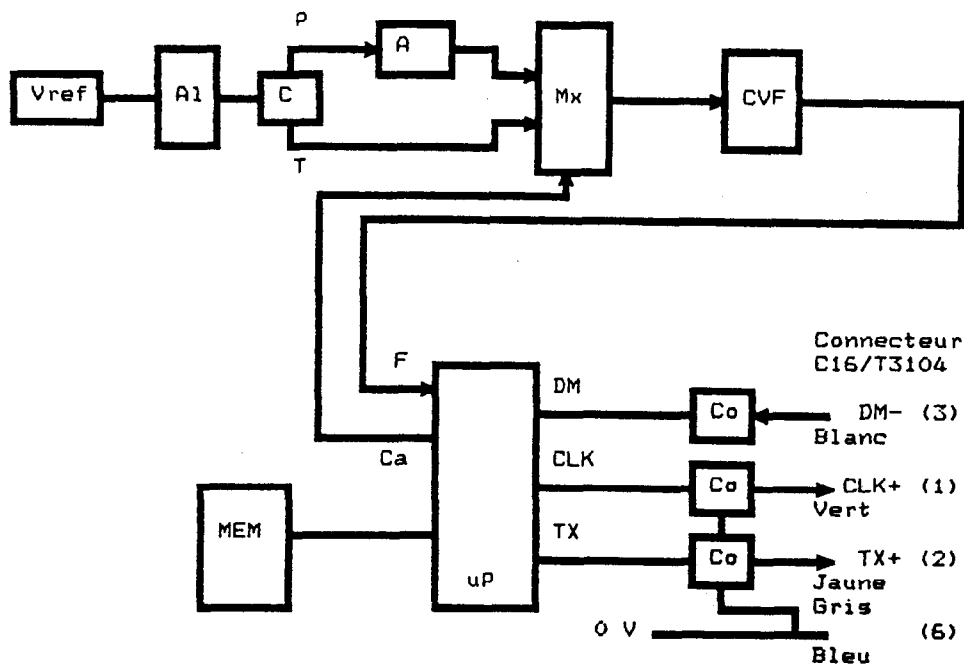 P
A
Vref
Al
C
Mx
CVF
T
Connecteur
C16/T3104
F
DM
Co
DM- (3)
Blanc
Ca
CLK
Co
CLK+ (1)
Vert
MEM
TX
Co
TX+ (2)
Jaune
Gris
uP
0 V
(6)
Bleu